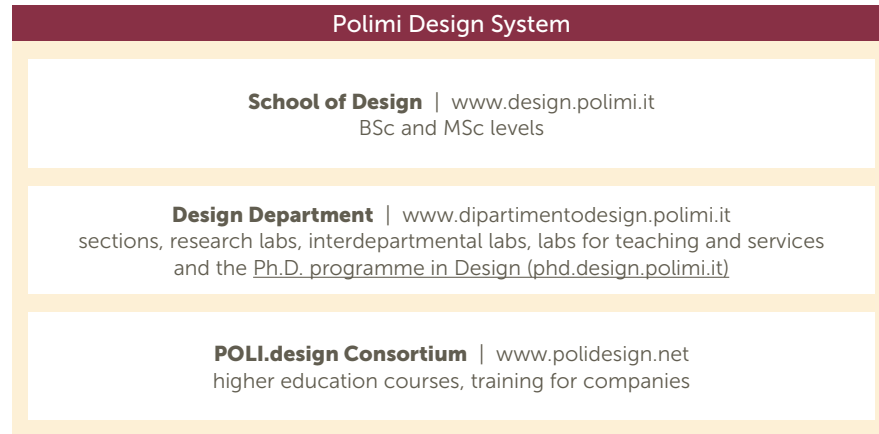 Polimi Design System
School of Design | www.design.polimi.it
BSc and MSc levels
Design Department | www.dipartimentodesign.polimi.it
sections, research labs, interdepartmental labs, labs for teaching and services
and the Ph.D. programme in Design (phd.design.polimi.it)
POLI.design Consortium | www.polidesign.net
higher education courses, training for companies